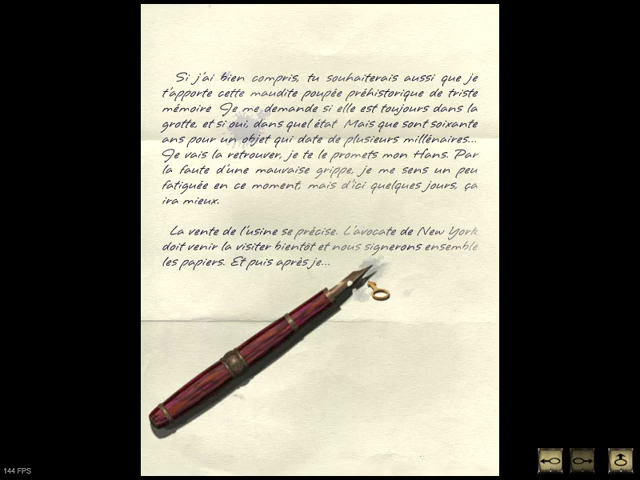 Si j'ai bien compris, tu souhaiterais aussi que je
t'apporte cette maudite poupée préhistorique de triste
mémoire. Je me demande si elle est toujours dans la
grotte, et si oui, dans quel état. Mais que sont soixante
ans pour un objet qui date de plusieurs millénaires...
Je vais la retrouver, je te le promets mon Hans. Par
la faute d'une mauvaise grippe, je me sens un peu
fatiguée en ce moment, mais d'ici quelques jours, ça
ira mieux.
La vente de l'usine se précise. L'avocate de New York
doit venir la visiter bientôt et nous signerons ensemble
les papiers. Et puis après je...
144 FPS